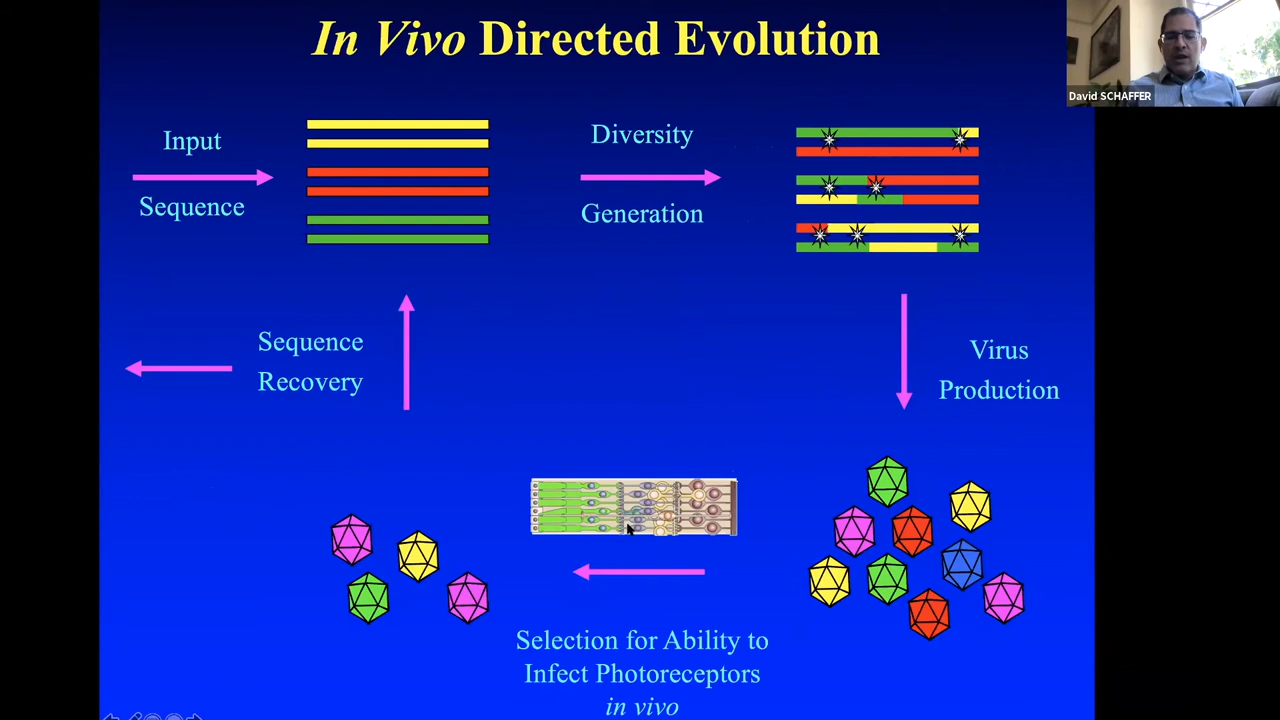 In Vivo Directed Evolution
David SCHAFFER
Input
Sequence
Diversity
Generation
Sequence
Recovery
Virus
Production
Selection for Ability to
Infect Photoreceptors
in vivo